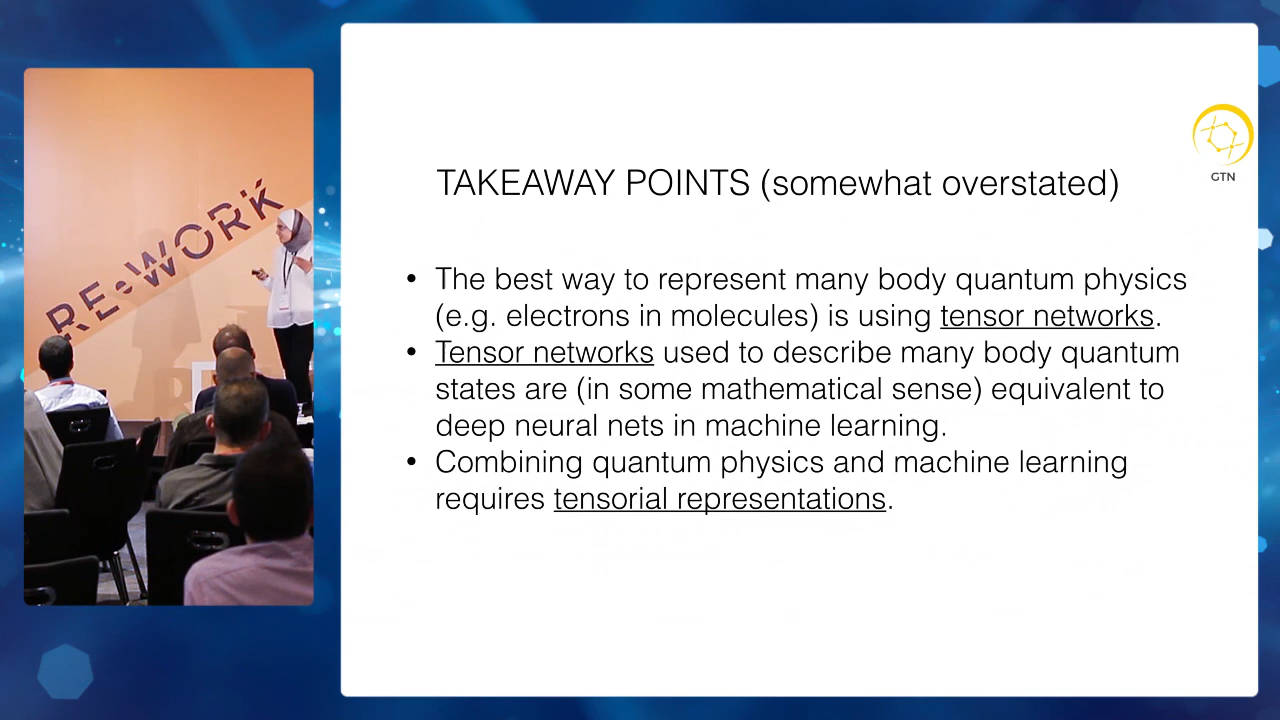 RE•WORK
GTN
TAKEAWAY POINTS (somewhat overstated)
• The best way to represent many body quantum physics
(e.g. electrons in molecules) is using tensor networks.
• Tensor networks used to describe many body quantum
states are (in some mathematical sense) equivalent to
deep neural nets in machine learning.
• Combining quantum physics and machine learning
requires tensorial representations.